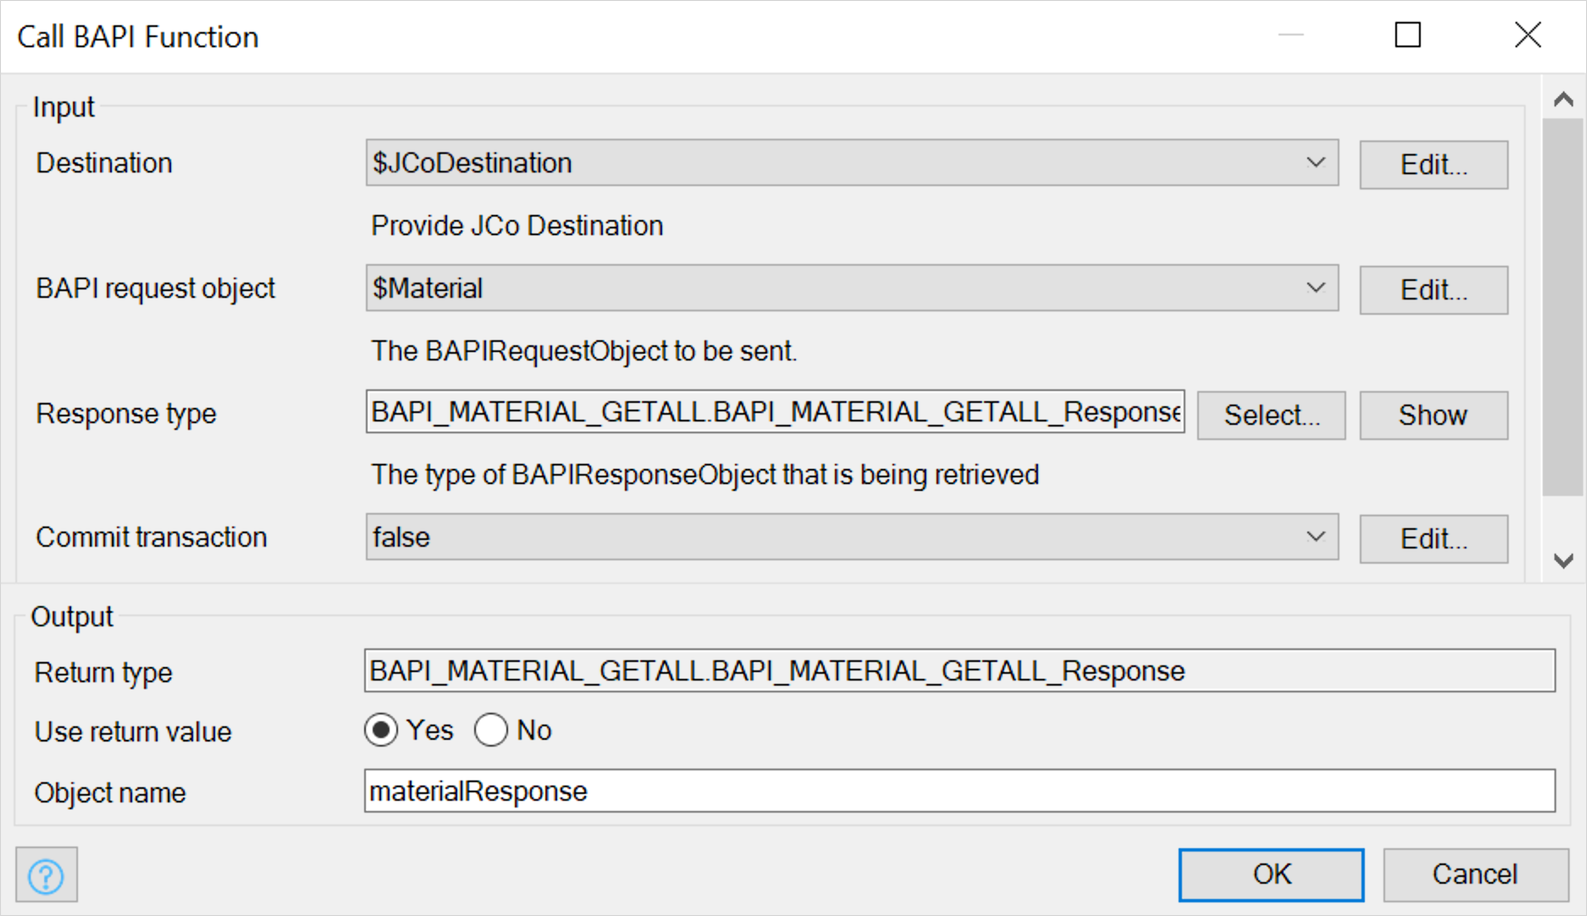 Call BAPI Function
Input
Destination $JCoDestination Edit...
Provide JCo Destination
BAPI request object $Material Edit...
The BAPIRequestObject to be sent.
Response type BAPI_MATERIAL_GETALL.BAPI_MATERIAL_GETALL_Response Select... Show
The type of BAPIResponseObject that is being retrieved
Commit transaction false Edit...
Output
Return type BAPI_MATERIAL_GETALL.BAPI_MATERIAL_GETALL_Response
Use return value Yes No
Object name materialResponse
? OK Cancel